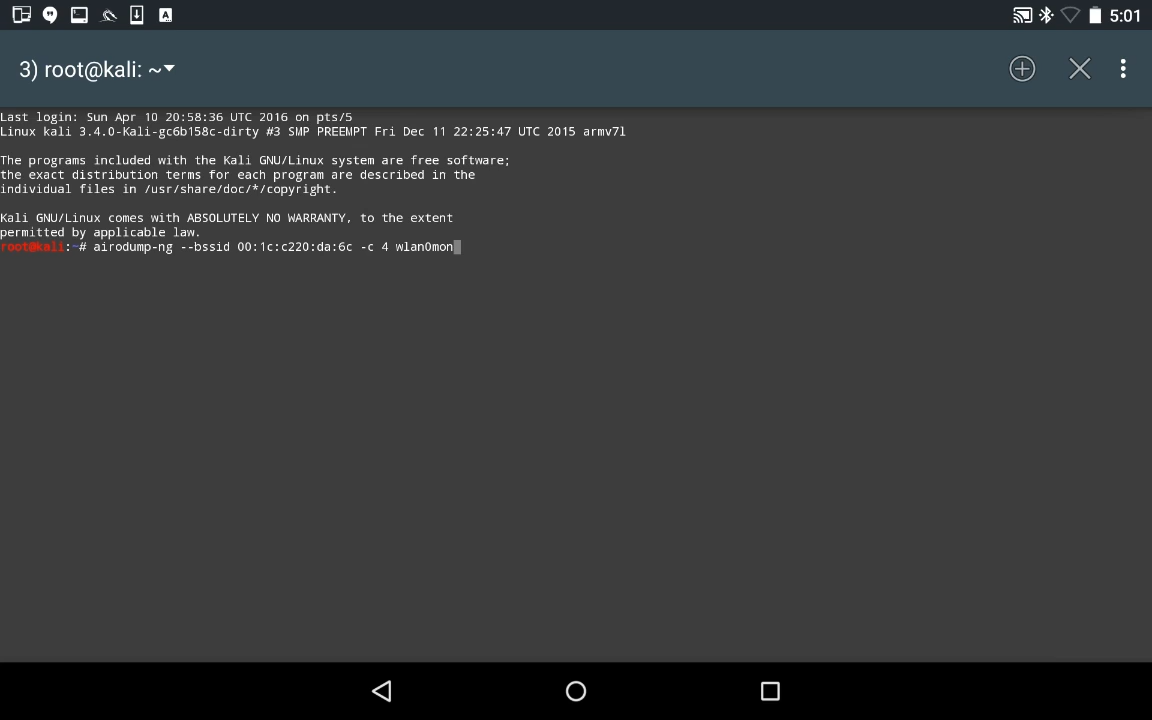 5:01
3) root@kali: ~
Last login: Sun Apr 10 20:58:36 UTC 2016 on pts/5
Linux kali 3.4.0-Kali-gc6b158c-dirty #3 SMP PREEMPT Fri Dec 11 22:25:47 UTC 2015 armv7l
The programs included with the Kali GNU/Linux system are free software;
the exact distribution terms for each program are described in the
individual files in /usr/share/doc/*/copyright.
Kali GNU/Linux comes with ABSOLUTELY NO WARRANTY, to the extent
permitted by applicable law.
root@kali:~# airodump-ng --bssid 00:1c:c220:da:6c -c 4 wlan0mon